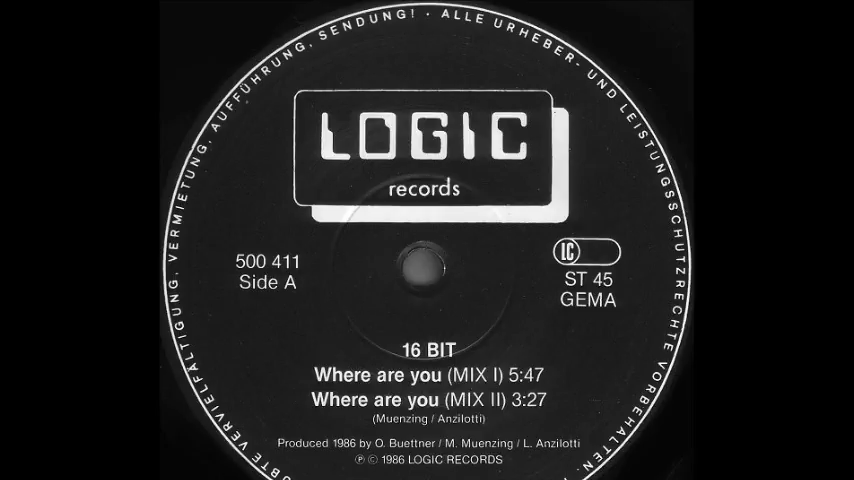 SENDUNG! · ALLE URHEBER- UND LEISTUNGSSCHUTZRECHTE VORBEHALTEN.
VERVIELFÄLTIGUNG, VERMIETUNG, AUFFÜHRUNG,
LOGIC
records
500 411
Side A
LC
ST 45
GEMA
16 BIT
Where are you (MIX I) 5:47
Where are you (MIX II) 3:27
(Muenzing / Anzilotti)
Produced 1986 by O. Buettner / M. Muenzing / L. Anzilotti
℗ © 1986 LOGIC RECORDS